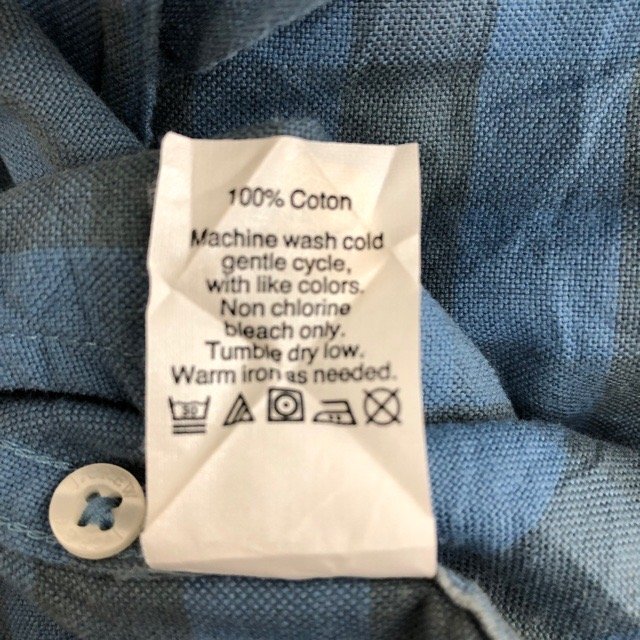 100% Coton
Machine wash cold
gentle cycle,
with like colors.
Non chlorine
bleach only.
Tumble dry low.
Warm iron as needed.
30